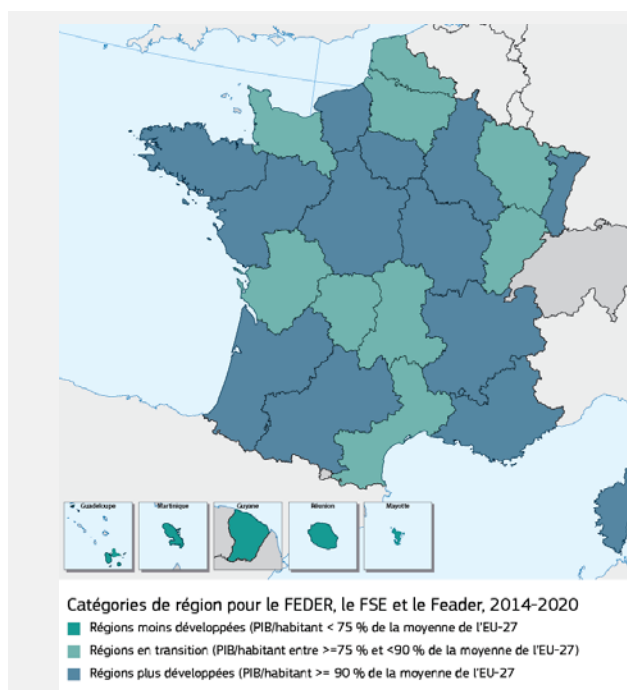 Guadeloupe
Martinique
Guyane
Réunion
Mayotte
Catégories de région pour le FEDER, le FSE et le Feader, 2014-2020
Régions moins développées (PIB/habitant < 75 % de la moyenne de l'EU-27
Régions en transition (PIB/habitant entre >=75 % et <90 % de la moyenne de l'EU-27)
Régions plus développées (PIB/habitant >= 90 % de la moyenne de l'EU-27